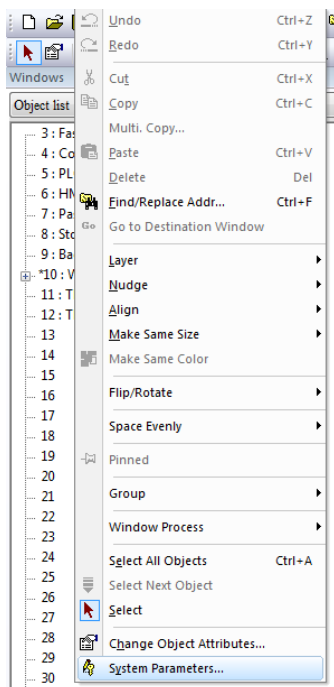 Undo Ctrl+Z
Redo Ctrl+Y
Windows
Cut Ctrl+X
Object list
Copy Ctrl+C
Multi. Copy...
3 : Fas
4 : Co
Paste Ctrl+V
5 : PL
Delete Del
6 : HM
Find/Replace Addr... Ctrl+F
7 : Pa
Go Go to Destination Window
8 : Sto
9 : Ba
Layer
*10 : W
Nudge
11 : T
Align
12 : T
Make Same Size
13
Make Same Color
14
15
Flip/Rotate
16
17
Space Evenly
18
Pinned
19
20
Group
21
22
Window Process
23
24
Select All Objects Ctrl+A
25
Select Next Object
26
Select
27
28
Change Object Attributes...
29
System Parameters...
30